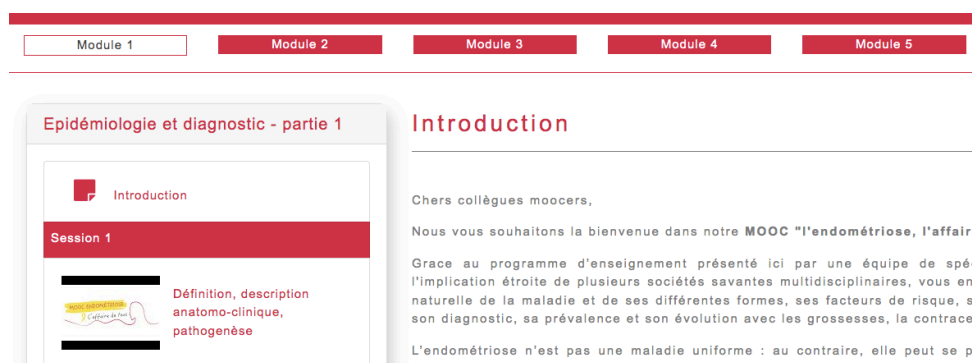 Module 1
Module 2
Module 3
Module 4
Module 5
Epidémiologie et diagnostic - partie 1
Introduction
Session 1
MOOC ENDOMÉTRIOSE
L'affaire de tous
Définition, description
anatomo-clinique,
pathogenèse
Introduction
Chers collègues moocers,
Nous vous souhaitons la bienvenue dans notre MOOC "l'endométriose, l'affair
Grace au programme d'enseignement présenté ici par une équipe de spé
l'implication étroite de plusieurs sociétés savantes multidisciplinaires, vous en
naturelle de la maladie et de ses différentes formes, ses facteurs de risque, s
son diagnostic, sa prévalence et son évolution avec les grossesses, la contrace
L'endométriose n'est pas une maladie uniforme : au contraire, elle peut se p